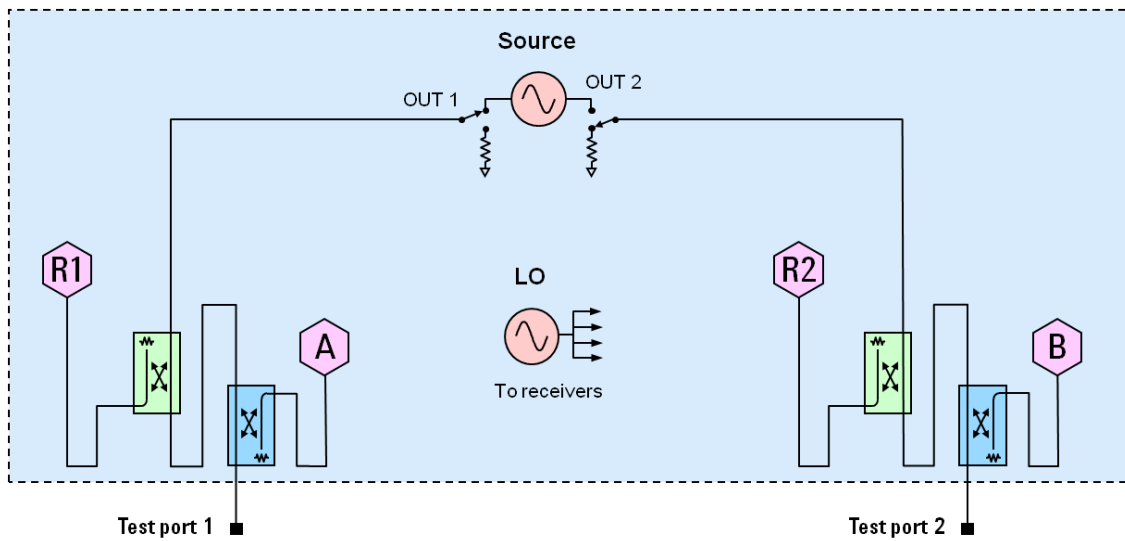 Source
OUT 1
OUT 2
R1
A
LO
To receivers
R2
B
Test port 1
Test port 2